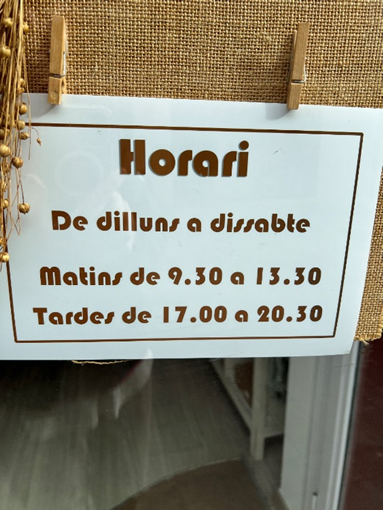 Horari
De dilluns a dissabte
Matins de 9.30 a 13.30
Tardes de 17.00 a 20.30